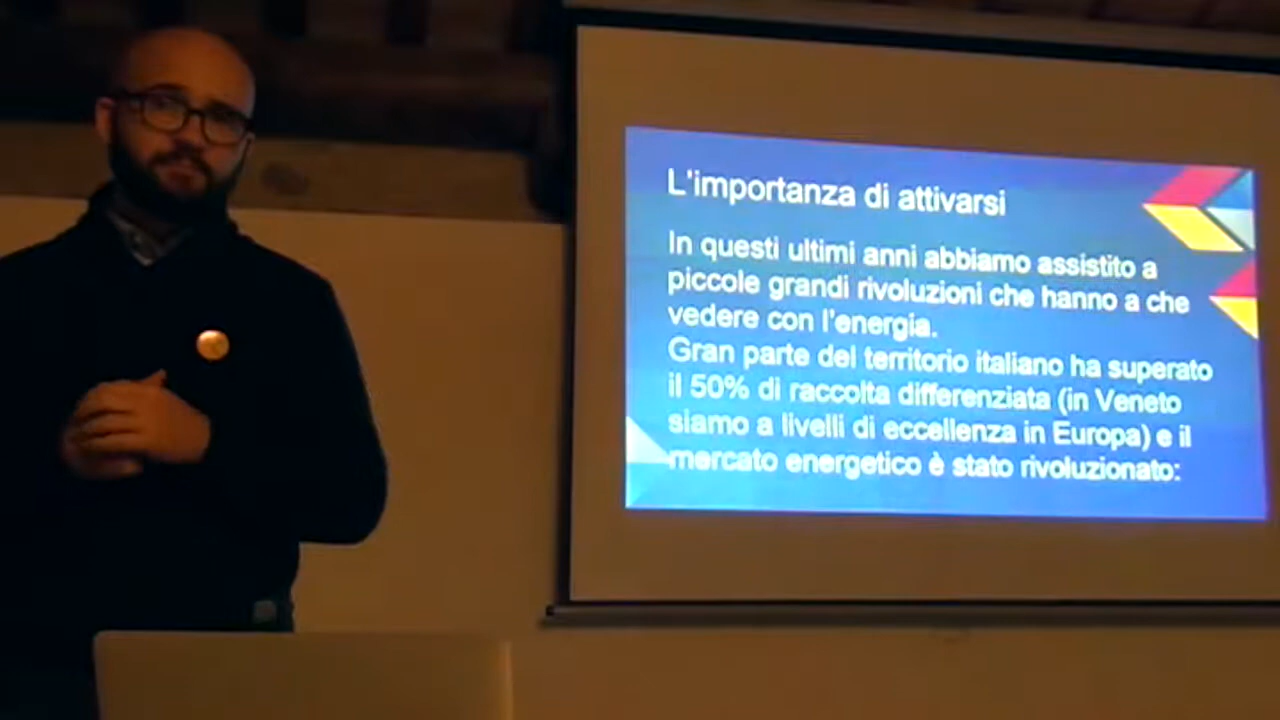 L'importanza di attivarsi
In questi ultimi anni abbiamo assistito a
piccole grandi rivoluzioni che hanno a che
vedere con l'energia.
Gran parte del territorio italiano ha superato
il 50% di raccolta differenziata (in Veneto
siamo a livelli di eccellenza in Europa) e il
mercato energetico è stato rivoluzionato: